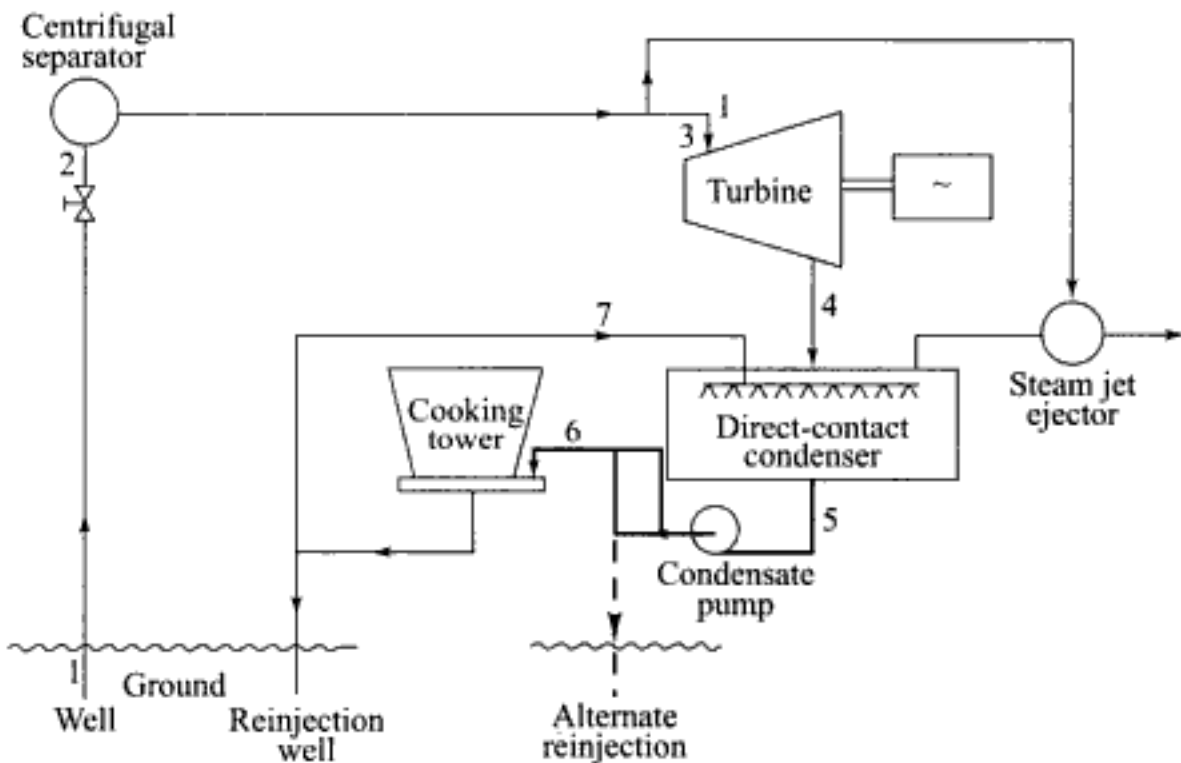 Centrifugal
separator
2
1
3
Turbine
~
4
7
Steam jet
ejector
Cooking
tower
6
Direct-contact
condenser
5
Condensate
pump
1
Ground
Well
Reinjection
well
Alternate
reinjection